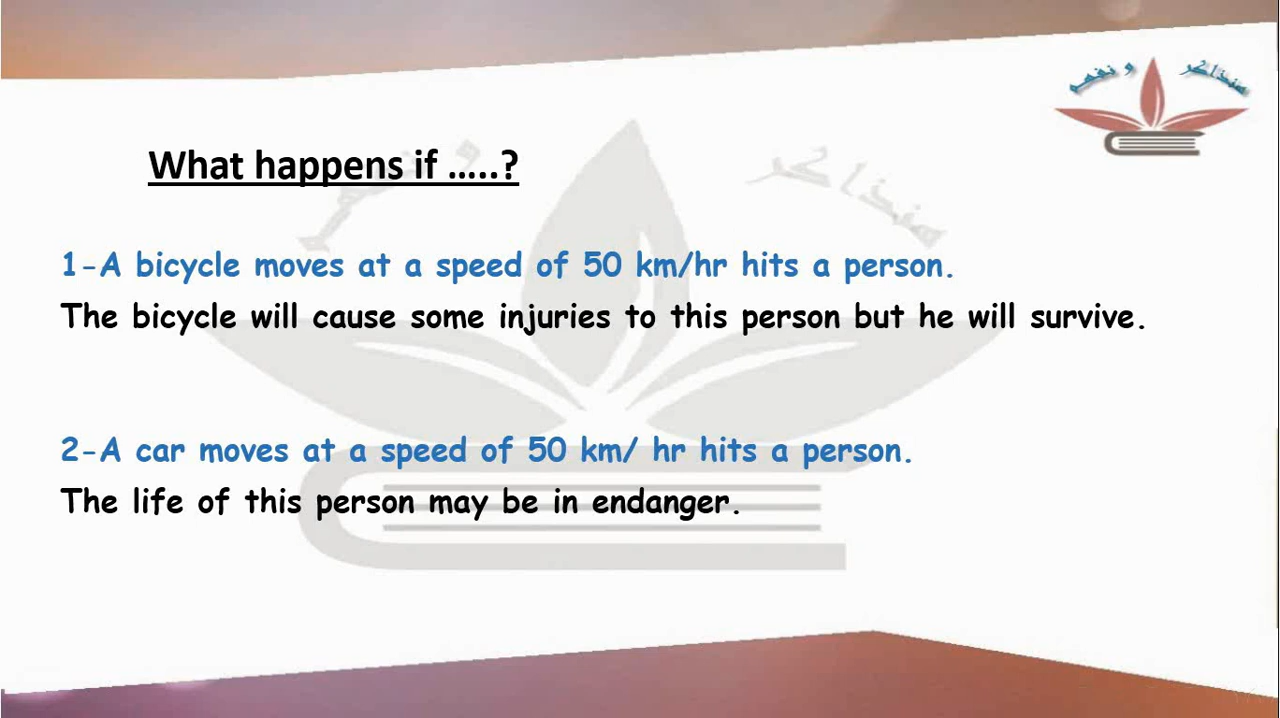 هنذاكر و نفهم
What happens if .....?
1-A bicycle moves at a speed of 50 km/hr hits a person.
The bicycle will cause some injuries to this person but he will survive.
2-A car moves at a speed of 50 km/ hr hits a person.
The life of this person may be in endanger.